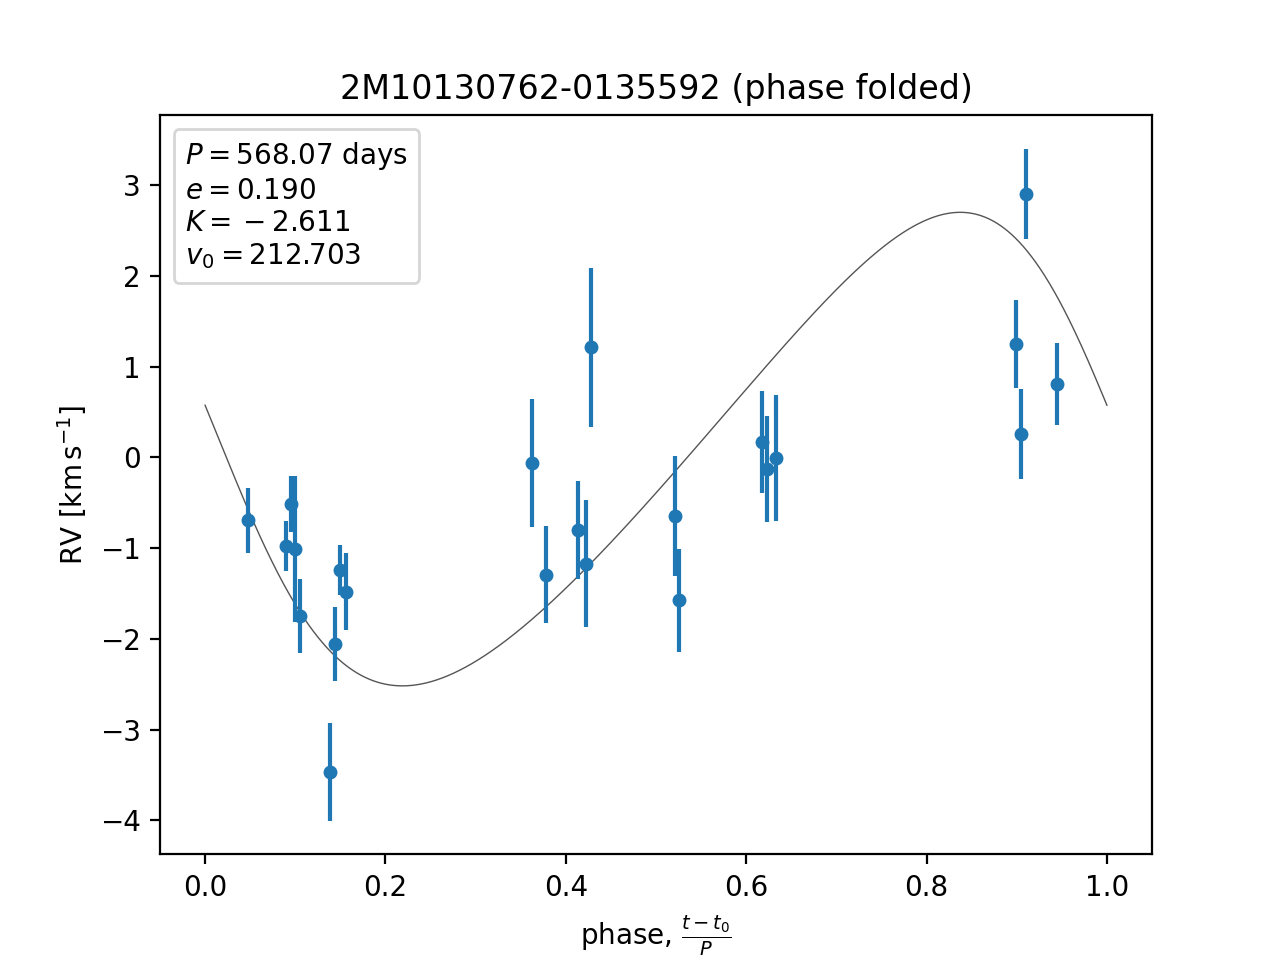 2M10130762-0135592 (phase folded)
P = 568.07 days
e = 0.190
K = −2.611
v₀ = 212.703
3
2
1
0
−1
−2
−3
−4
RV [km s⁻¹]
0.0 0.2 0.4 0.6 0.8 1.0
phase, (t − t₀)/P